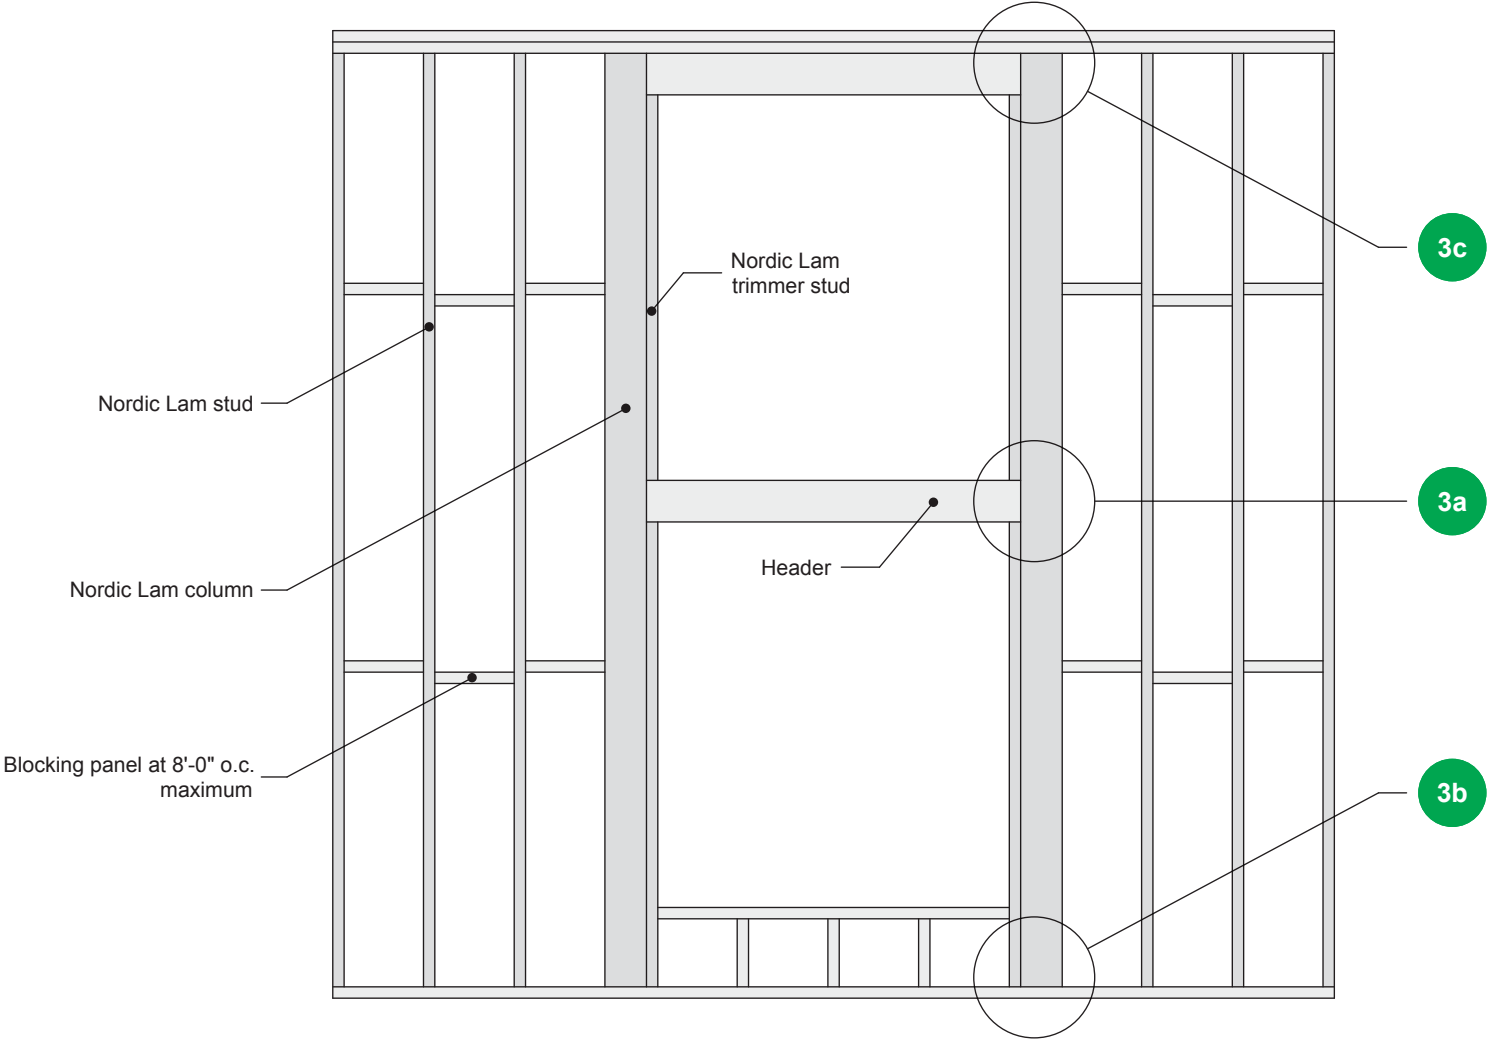 3c
Nordic Lam
trimmer stud
Nordic Lam stud
3a
Header
Nordic Lam column
Blocking panel at 8'-0" o.c.
maximum
3b